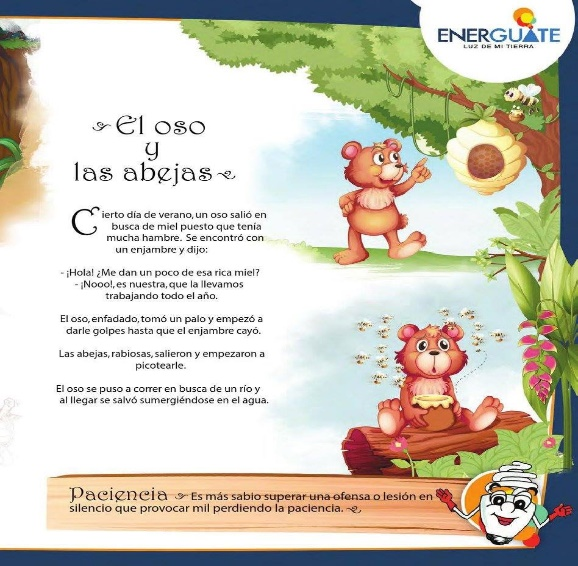 ENERGUATE
LUZ DE MI TIERRA
El oso
y
las abejas
Cierto día de verano, un oso salió en
busca de miel puesto que tenía
mucha hambre. Se encontró con
un enjambre y dijo:
- ¡Hola! ¿Me dan un poco de esa rica miel?
- ¡Nooo!, es nuestra, que la llevamos
trabajando todo el año.
El oso, enfadado, tomó un palo y empezó a
darle golpes hasta que el enjambre cayó.
Las abejas, rabiosas, salieron y empezaron a
picotearle.
El oso se puso a correr en busca de un río y
al llegar se salvó sumergiéndose en el agua.
Paciencia Es más sabio superar una ofensa o lesión en
silencio que provocar mil perdiendo la paciencia.